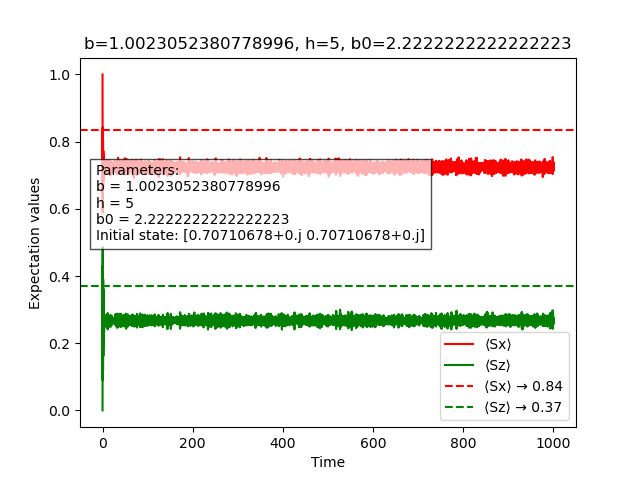 b=1.0023052380778996, h=5, b0=2.2222222222222223
1.0
0.8
0.6
0.4
0.2
0.0
Expectation values
Parameters:
b = 1.0023052380778996
h = 5
b0 = 2.2222222222222223
Initial state: [0.70710678+0.j 0.70710678+0.j]
⟨Sx⟩
⟨Sz⟩
⟨Sx⟩ → 0.84
⟨Sz⟩ → 0.37
0 200 400 600 800 1000
Time